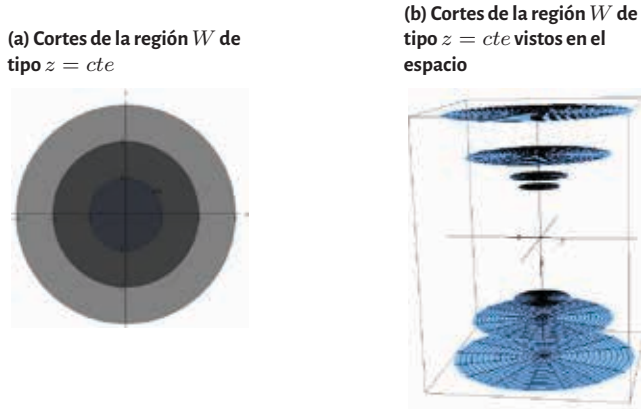 (a) Cortes de la región W de
tipo z = cte
(b) Cortes de la región W de
tipo z = cte vistos en el
espacio